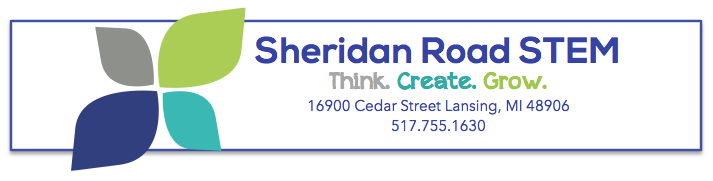 Sheridan Road STEM
Think. Create. Grow.
16900 Cedar Street Lansing, MI 48906
517.755.1630